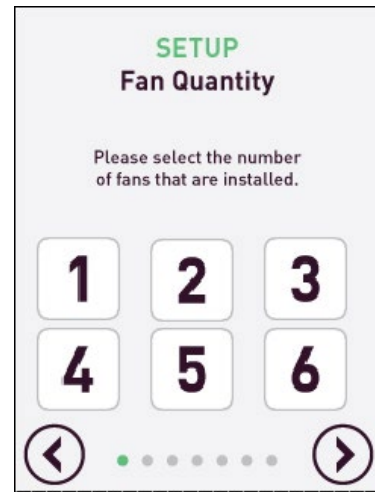 SETUP
Fan Quantity
Please select the number
of fans that are installed.
1 2 3
4 5 6